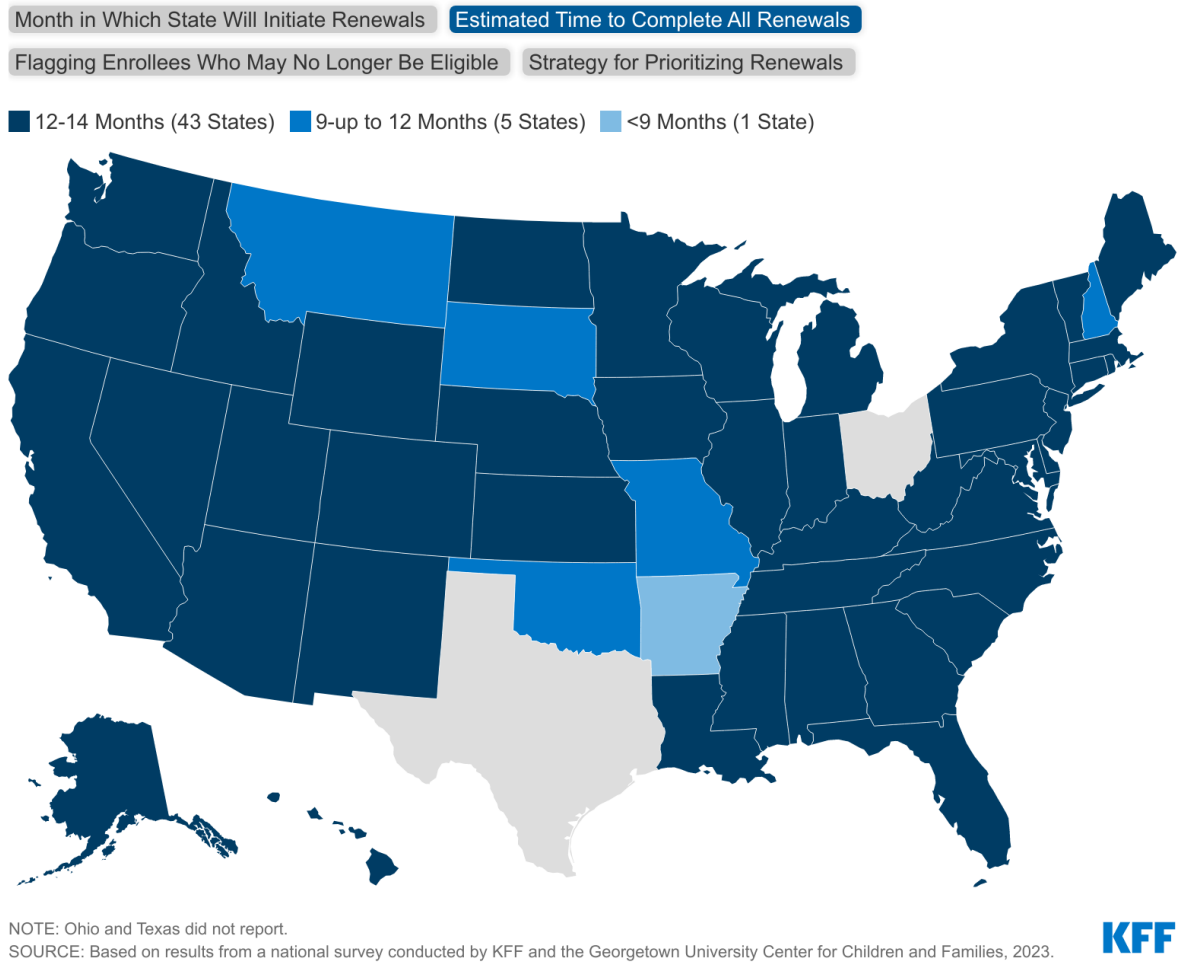 Month in Which State Will Initiate Renewals
Estimated Time to Complete All Renewals
Flagging Enrollees Who May No Longer Be Eligible
Strategy for Prioritizing Renewals
12-14 Months (43 States)
9-up to 12 Months (5 States)
<9 Months (1 State)
NOTE: Ohio and Texas did not report.
SOURCE: Based on results from a national survey conducted by KFF and the Georgetown University Center for Children and Families, 2023.
KFF